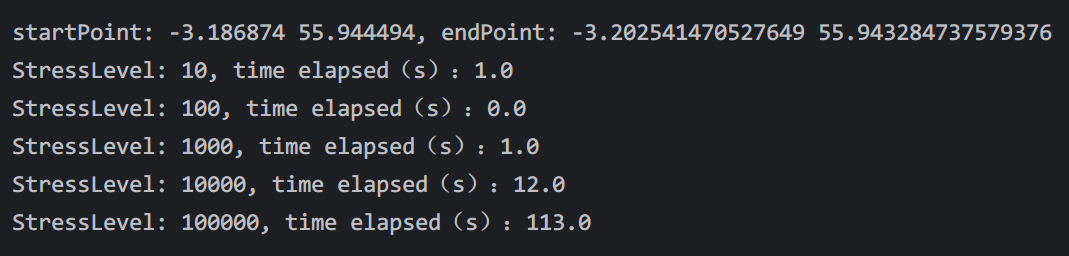 startPoint: -3.186874 55.944494, endPoint: -3.202541470527649 55.943284737579376
StressLevel: 10, time elapsed（s）：1.0
StressLevel: 100, time elapsed（s）：0.0
StressLevel: 1000, time elapsed（s）：1.0
StressLevel: 10000, time elapsed（s）：12.0
StressLevel: 100000, time elapsed（s）：113.0